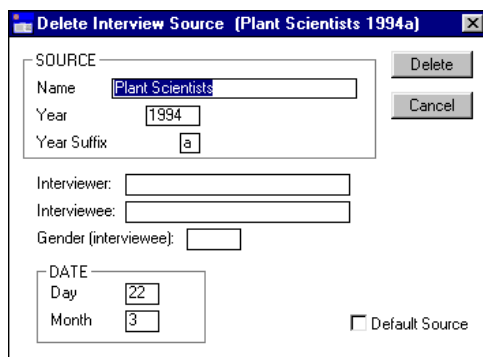 Delete Interview Source (Plant Scientists 1994a)
SOURCE
Name Plant Scientists
Year 1994
Year Suffix a
Delete
Cancel
Interviewer:
Interviewee:
Gender (interviewee):
DATE
Day 22
Month 3
Default Source